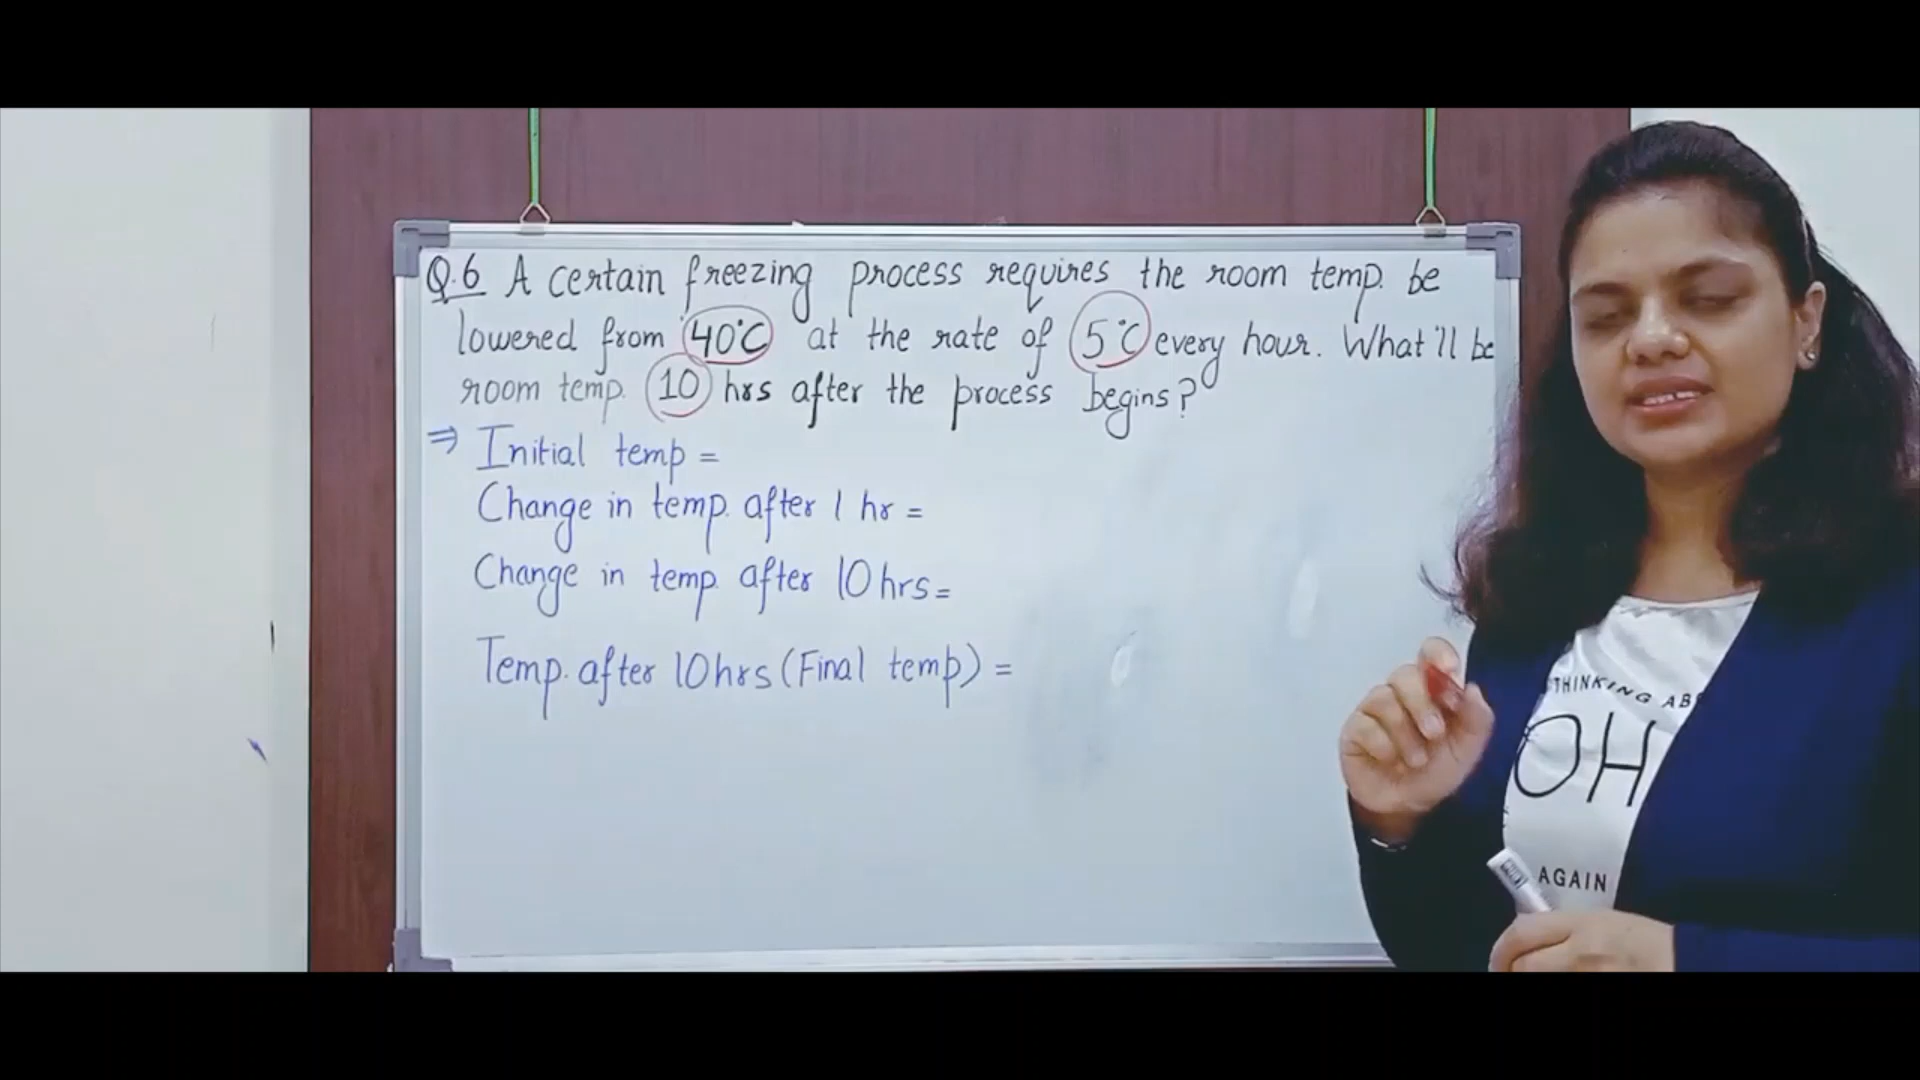 Q.6 A certain freezing process requires the room temp. be
lowered from 40°C at the rate of 5°C every hour. What'll be
room temp. 10 hrs after the process begins?
⇒ Initial temp =
Change in temp. after 1 hr =
Change in temp. after 10 hrs =
Temp. after 10 hrs (Final temp) =
THINKING AB
OH
AGAIN